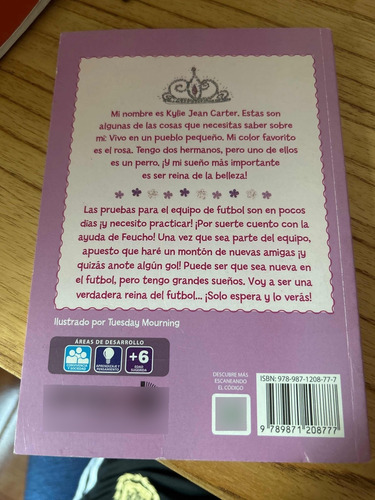 Mi nombre es Kylie Jean Carter. Estas son
algunas de las cosas que necesitas saber sobre
mí: Vivo en un pueblo pequeño. Mi color favorito
es el rosa. Tengo dos hermanos, pero uno de ellos
es un perro. ¡Y mi sueño más importante
es ser reina de la belleza!
Las pruebas para el equipo de futbol son en pocos
días ¡y necesito practicar! ¡Por suerte cuento con la
ayuda de Feucho! Una vez que sea parte del equipo,
apuesto que haré un montón de nuevas amigas ¡y
quizás anote algún gol! Puede ser que sea nueva en
el futbol, pero tengo grandes sueños. Voy a ser una
verdadera reina del futbol... ¡Solo espera y lo verás!
Ilustrado por Tuesday Mourning
ÁREAS DE DESARROLLO
APRENDIZAJE Y
PENSAMIENTO
+6
EDAD
SUGERIDA
DESCUBRE MÁS
ESCANEANDO
EL CÓDIGO
ISBN: 978-987-1208-77-7
9 789871 208777